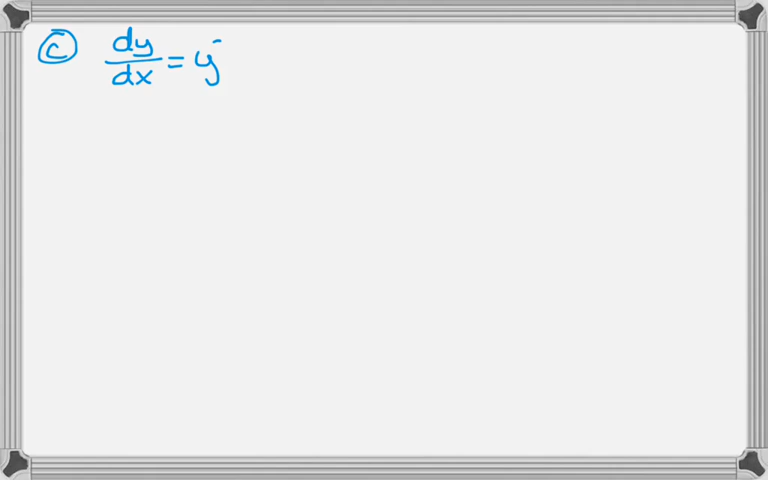 ⓒ dy/dx = y